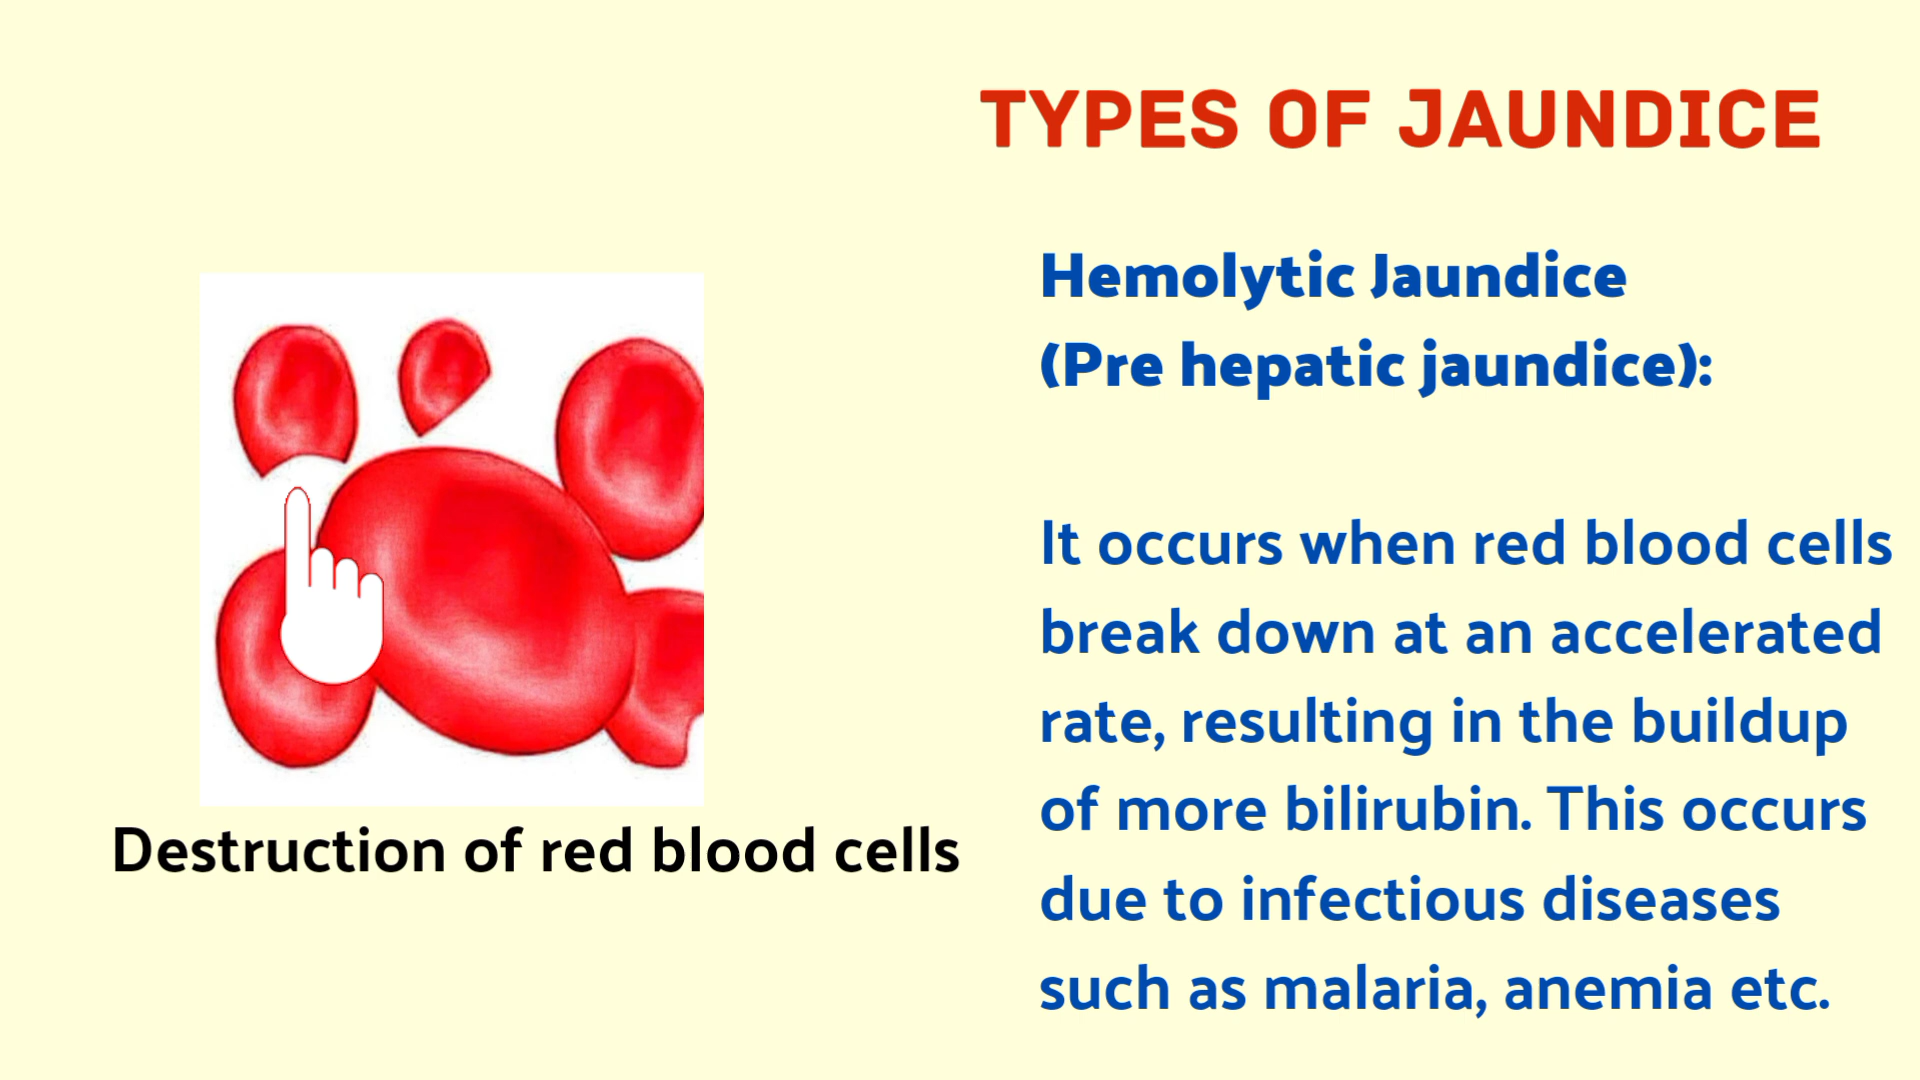 TYPES OF JAUNDICE
Hemolytic Jaundice
(Pre hepatic jaundice):
It occurs when red blood cells
break down at an accelerated
rate, resulting in the buildup
of more bilirubin. This occurs
due to infectious diseases
such as malaria, anemia etc.
Destruction of red blood cells